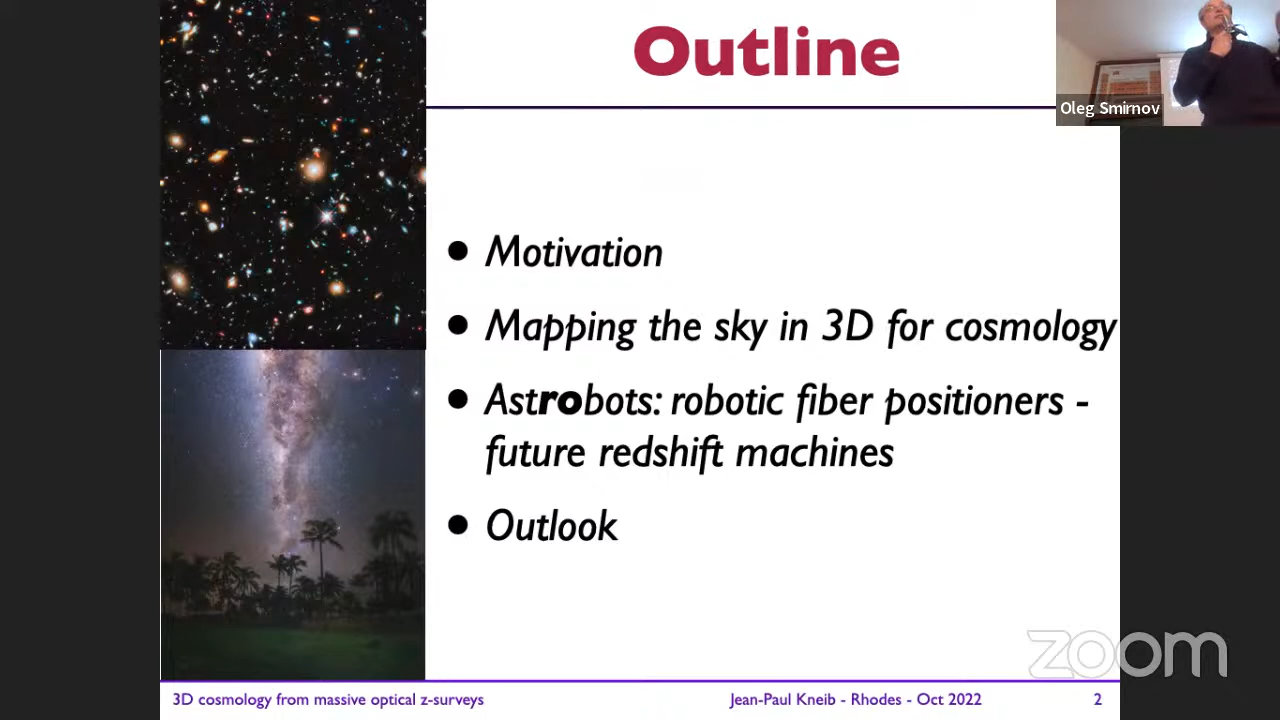 Outline
Oleg Smirnov
• Motivation
• Mapping the sky in 3D for cosmology
• Astrobots: robotic fiber positioners -
future redshift machines
• Outlook
zoom
3D cosmology from massive optical z-surveys
Jean-Paul Kneib - Rhodes - Oct 2022
2